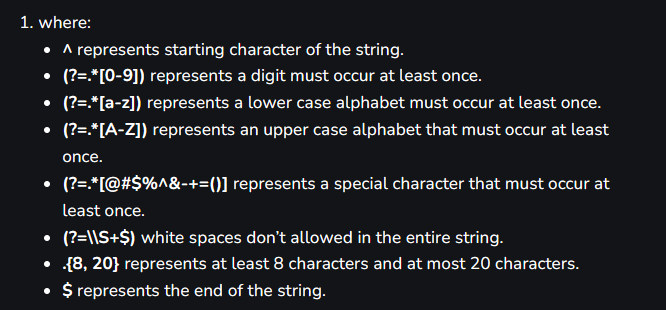 1. where:
• ^ represents starting character of the string.
• (?=.*[0-9]) represents a digit must occur at least once.
• (?=.*[a-z]) represents a lower case alphabet must occur at least once.
• (?=.*[A-Z]) represents an upper case alphabet that must occur at least
once.
• (?=.*[@#$%^&-+=()] represents a special character that must occur at
least once.
• (?=\\S+$) white spaces don’t allowed in the entire string.
• .{8, 20} represents at least 8 characters and at most 20 characters.
• $ represents the end of the string.